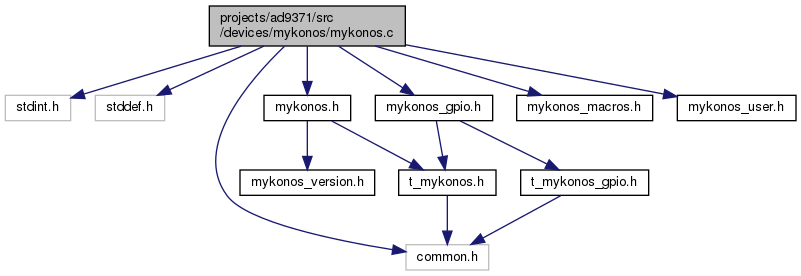 projects/ad9371/src
/devices/mykonos/mykonos.c
stdint.h
stddef.h
mykonos.h
mykonos_gpio.h
mykonos_macros.h
mykonos_user.h
mykonos_version.h
t_mykonos.h
t_mykonos_gpio.h
common.h